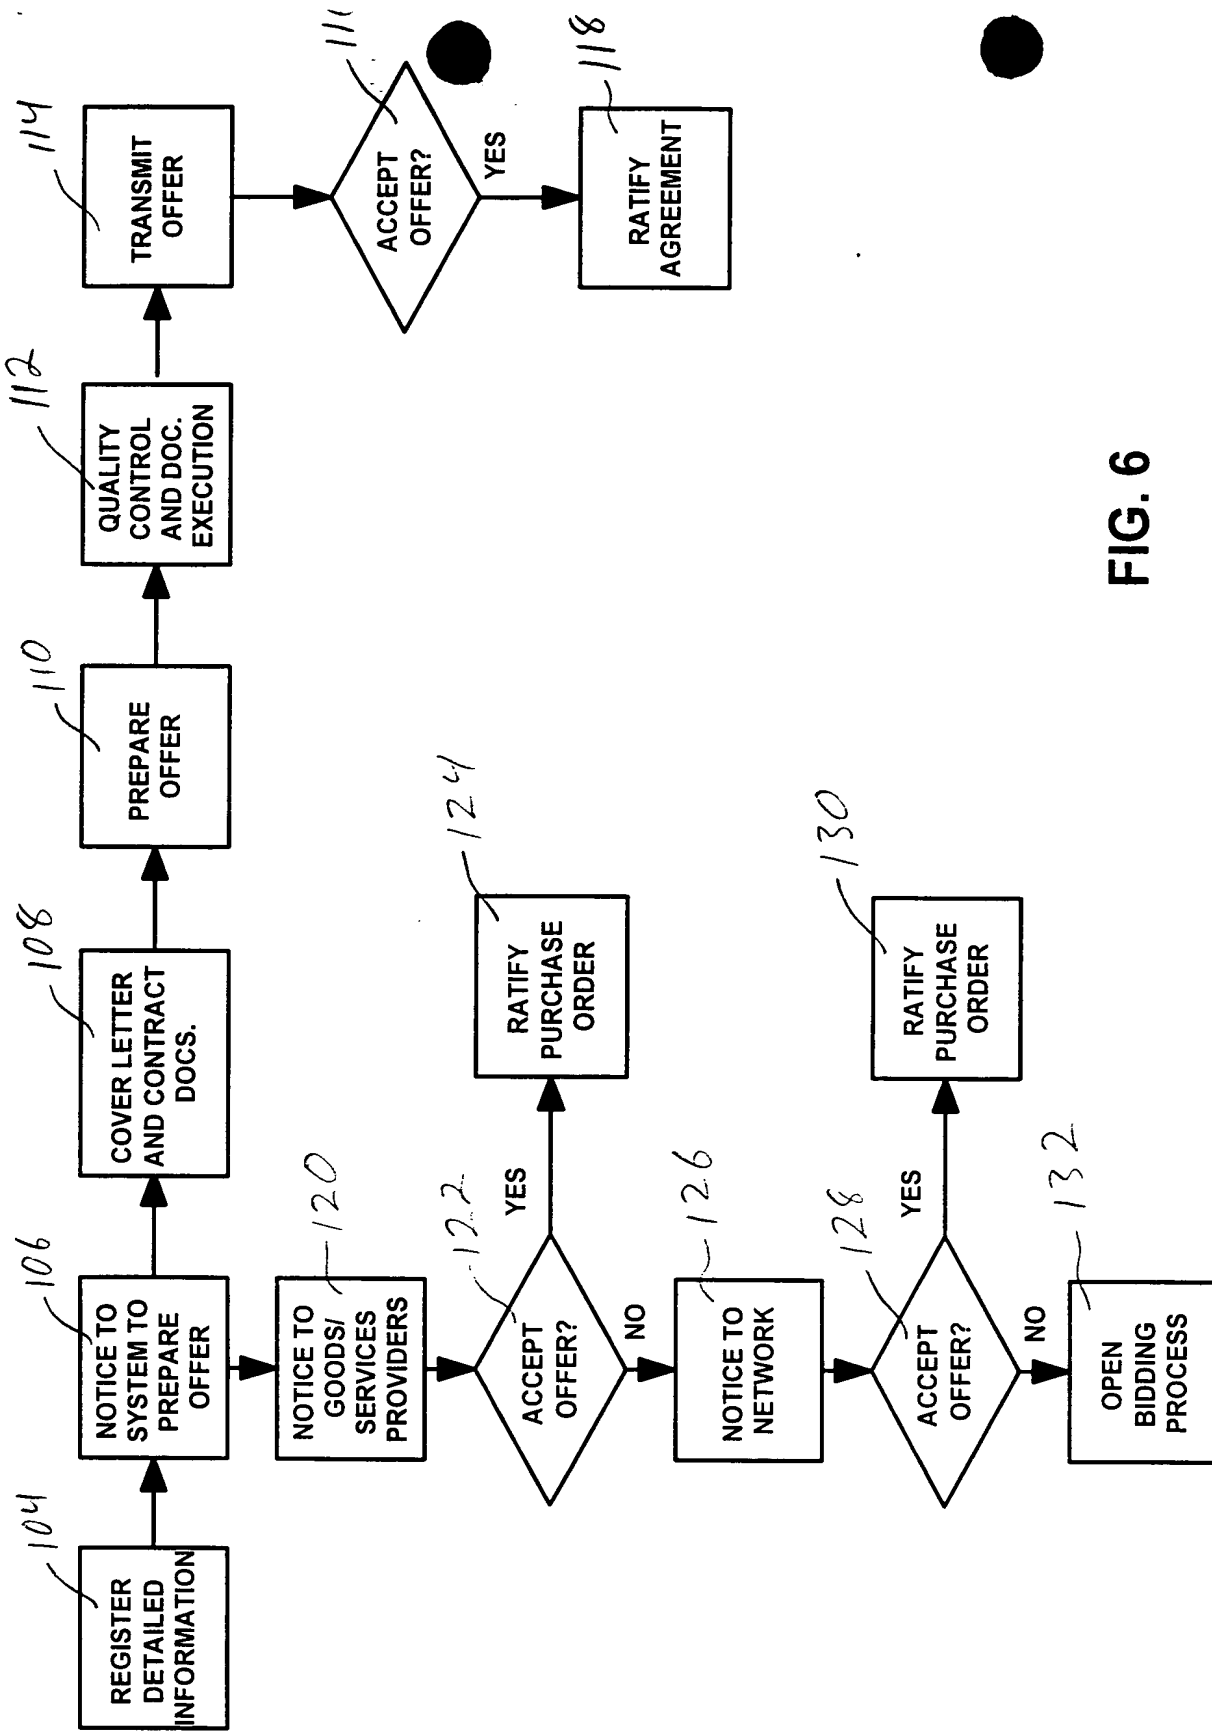 104
REGISTER
DETAILED
INFORMATION
106
NOTICE TO
SYSTEM TO
PREPARE
OFFER
108
COVER LETTER
AND CONTRACT
DOCS.
110
PREPARE
OFFER
112
QUALITY
CONTROL
AND DOC.
EXECUTION
114
TRANSMIT
OFFER
ACCEPT
OFFER?
YES
118
RATIFY
AGREEMENT
120
NOTICE TO
GOODS/
SERVICES
PROVIDERS
122
ACCEPT
OFFER?
YES
124
RATIFY
PURCHASE
ORDER
NO
126
NOTICE TO
NETWORK
128
ACCEPT
OFFER?
YES
130
RATIFY
PURCHASE
ORDER
NO
132
OPEN
BIDDING
PROCESS
FIG. 6